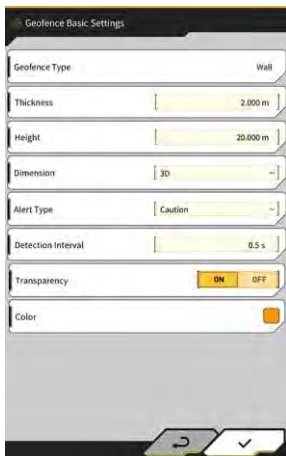 Geofence Basic Settings
Geofence Type Wall
Thickness 2.000 m
Height 20.000 m
Dimension 3D
Alert Type Caution
Detection Interval 0.5 s
Transparency ON OFF
Color